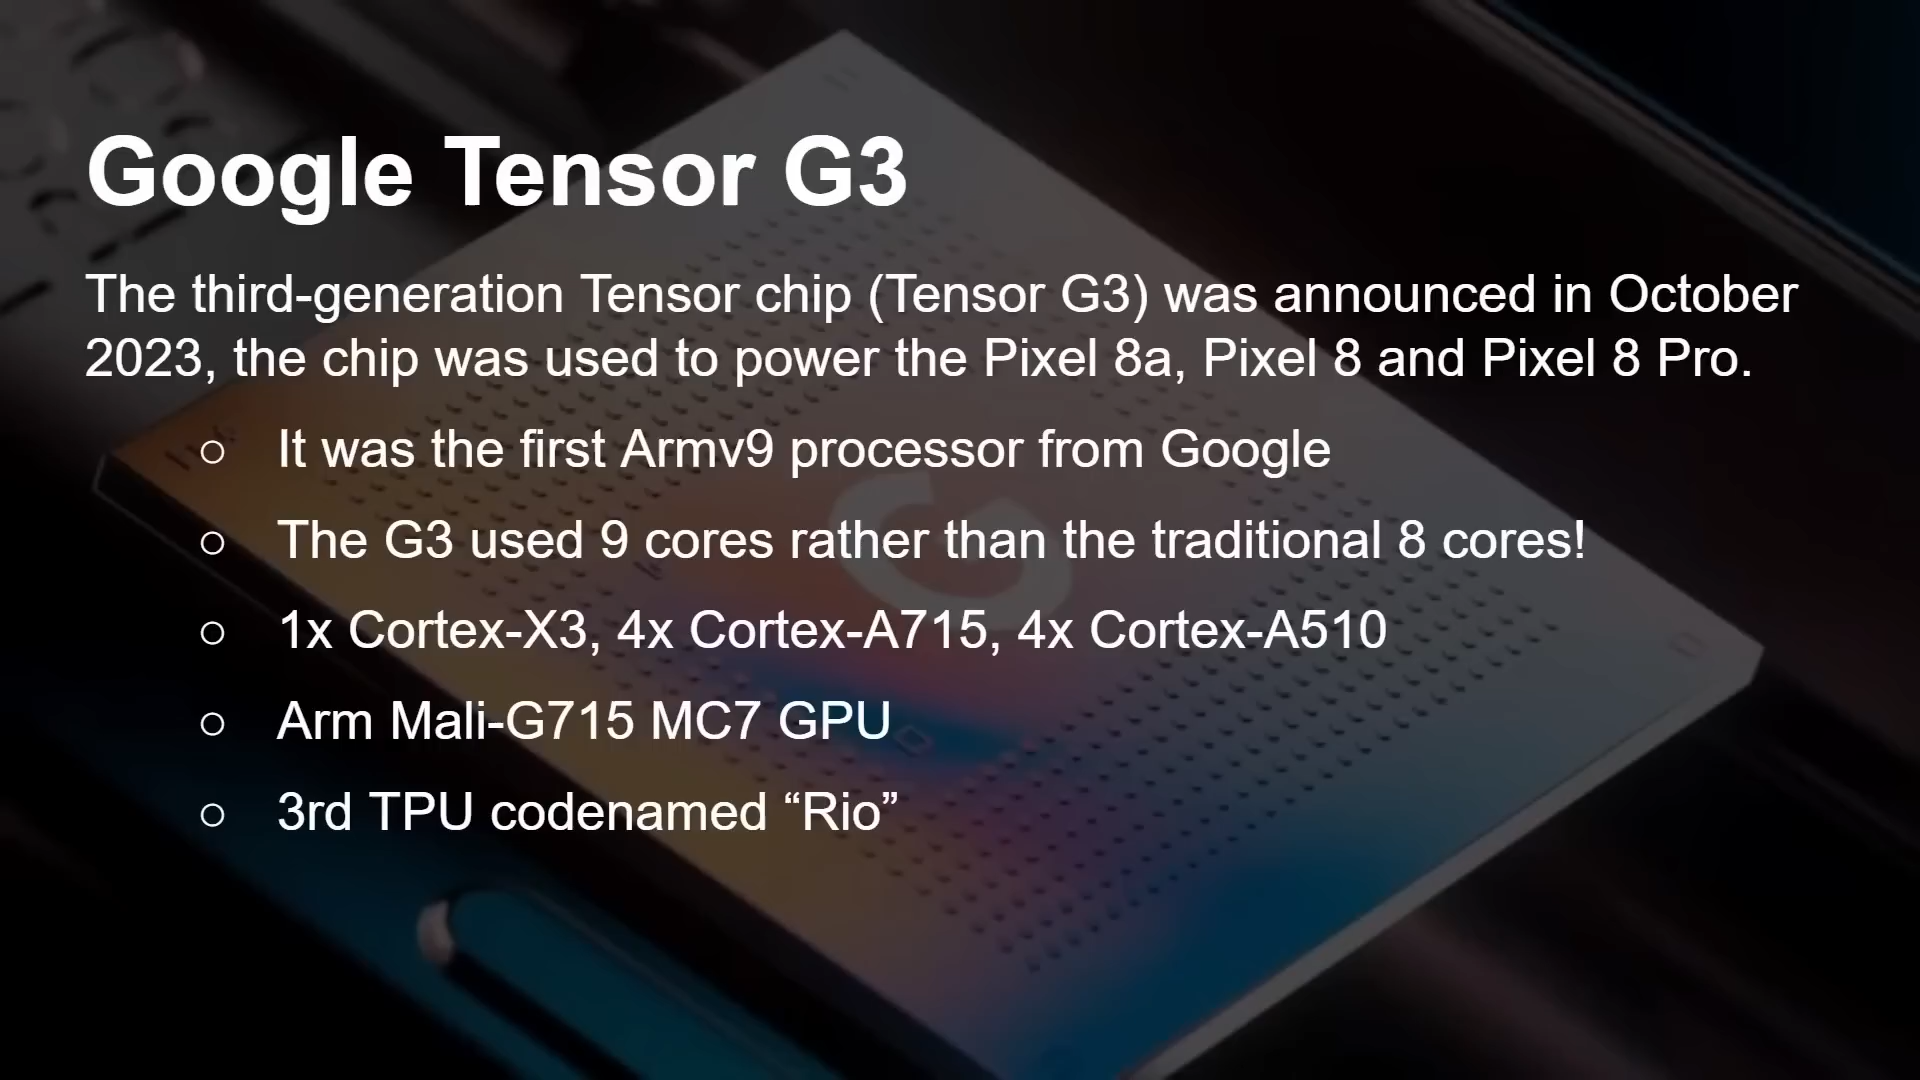 Google Tensor G3
The third-generation Tensor chip (Tensor G3) was announced in October
2023, the chip was used to power the Pixel 8a, Pixel 8 and Pixel 8 Pro.
○ It was the first Armv9 processor from Google
○ The G3 used 9 cores rather than the traditional 8 cores!
○ 1x Cortex-X3, 4x Cortex-A715, 4x Cortex-A510
○ Arm Mali-G715 MC7 GPU
○ 3rd TPU codenamed “Rio”